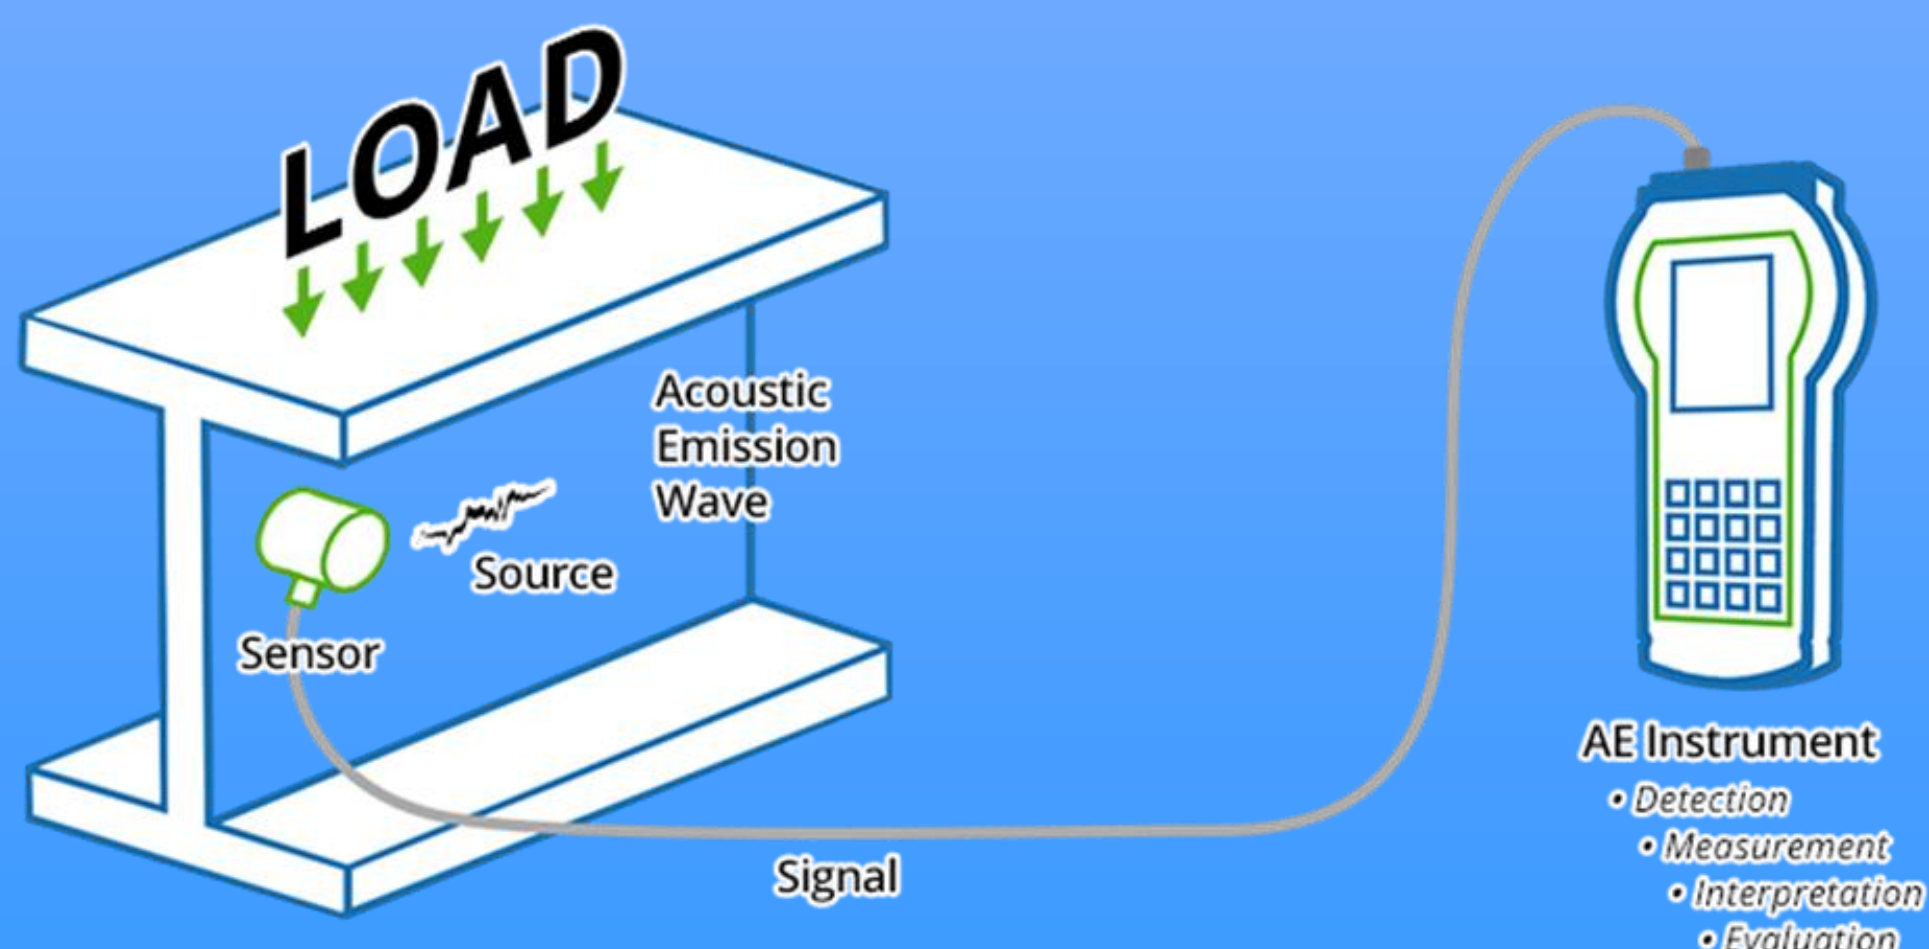 LOAD
Acoustic
Emission
Wave
Source
Sensor
Signal
AE Instrument
• Detection
• Measurement
• Interpretation
• Evaluation